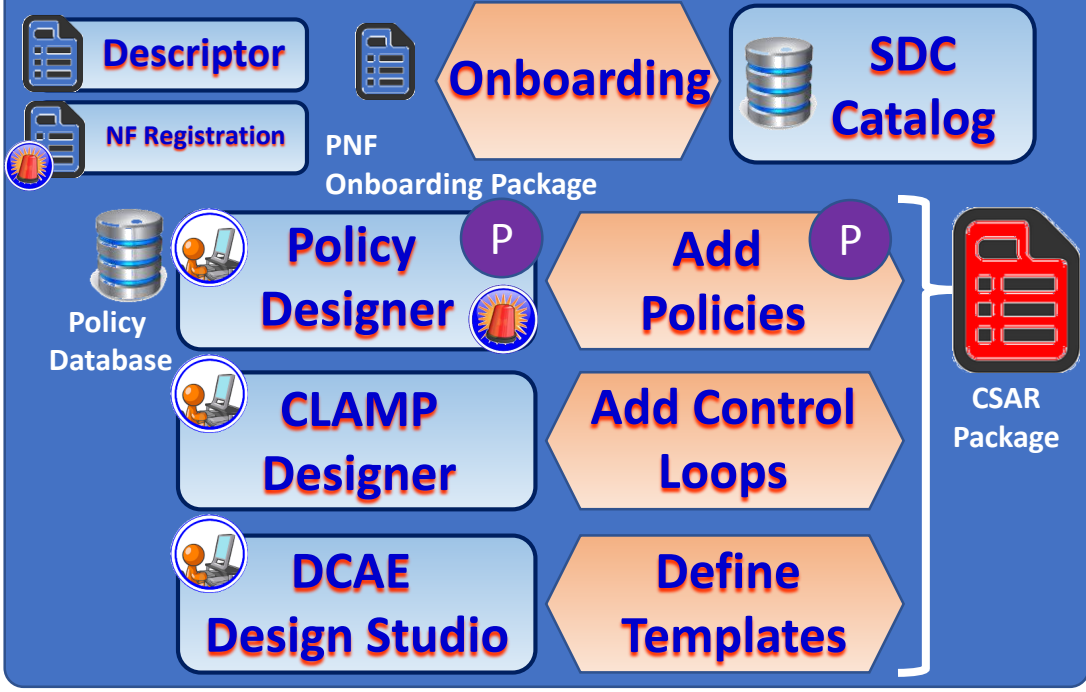 Descriptor
NF Registration
PNF
Onboarding Package
Onboarding
SDC
Catalog
Policy
Database
Policy
Designer
P
Add
Policies
P
CLAMP
Designer
Add Control
Loops
DCAE
Design Studio
Define
Templates
CSAR
Package